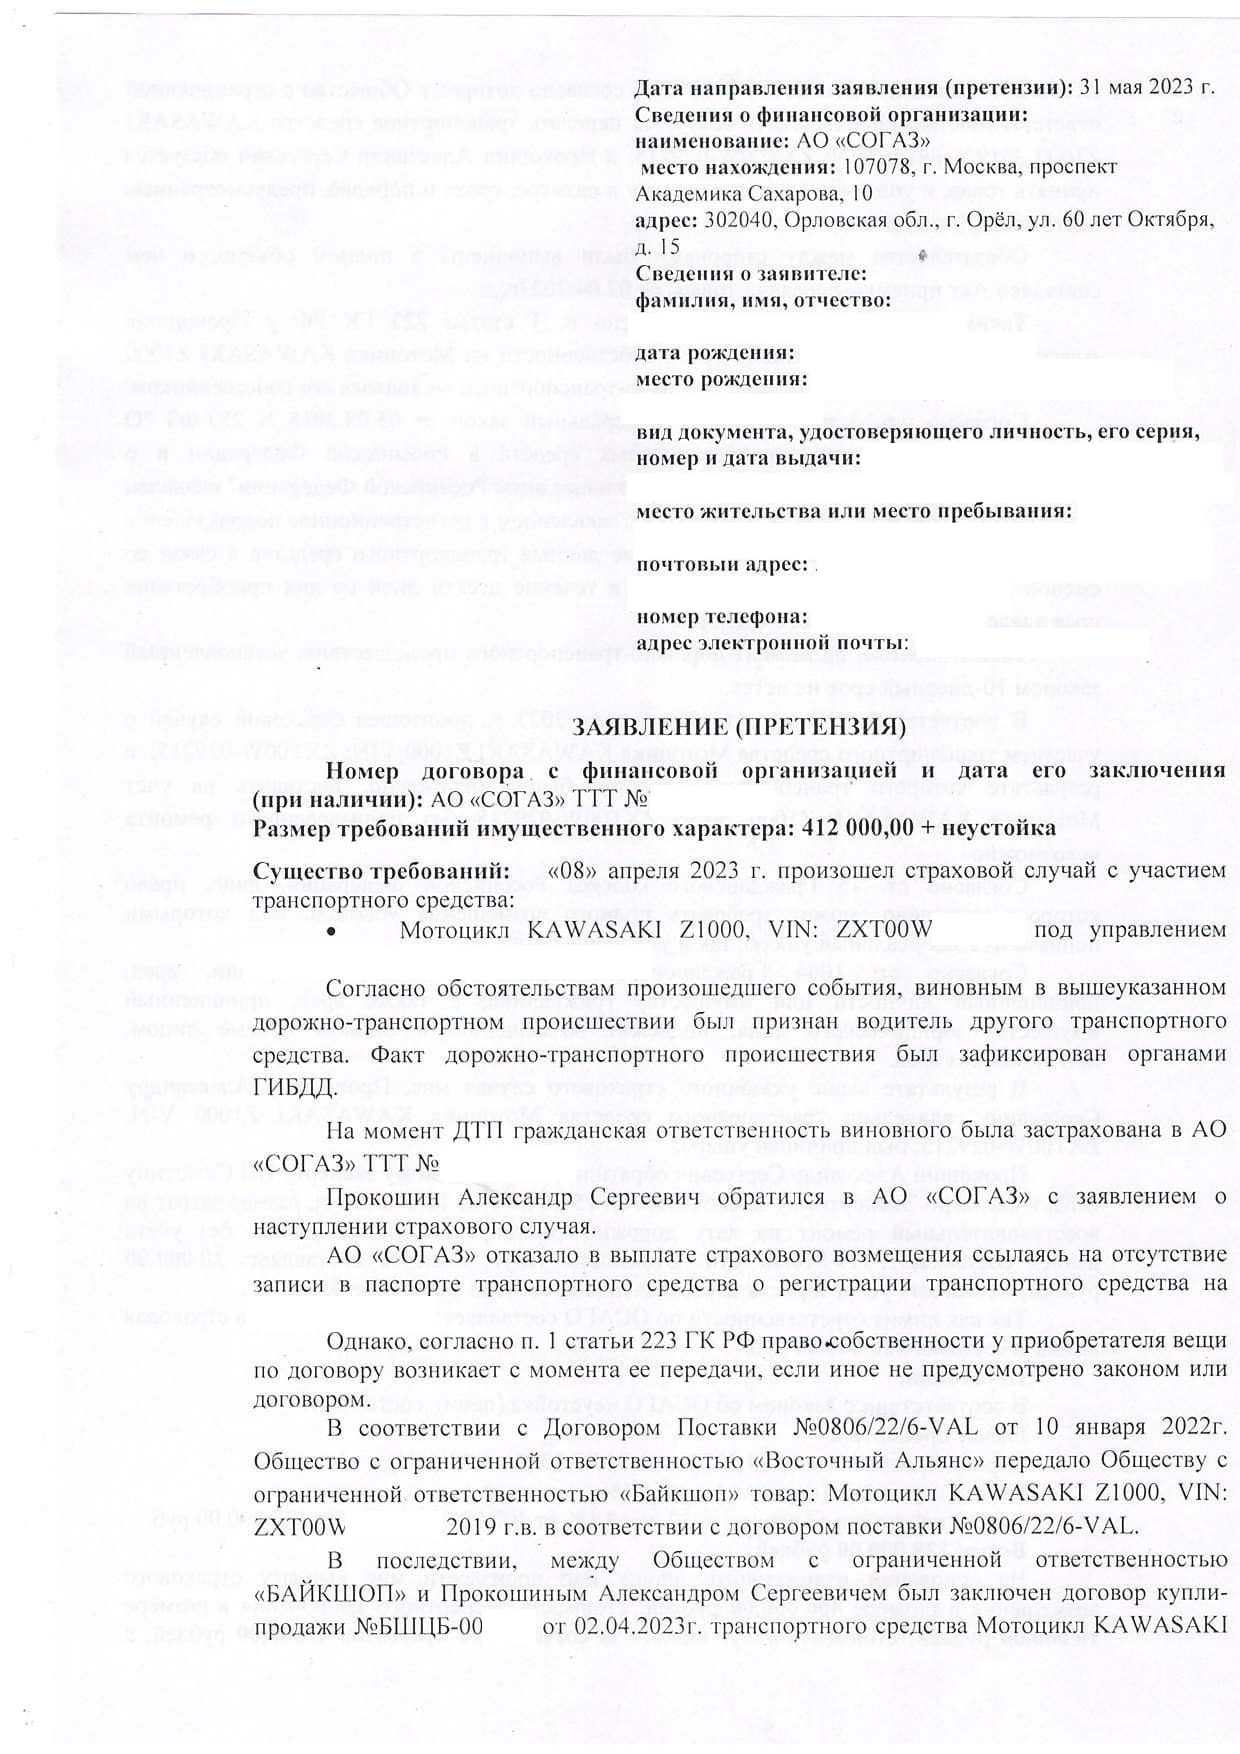 Дата направления заявления (претензии): 31 мая 2023 г.
Сведения о финансовой организации:
наименование: АО «СОГАЗ»
место нахождения: 107078, г. Москва, проспект
Академика Сахарова, 10
адрес: 302040, Орловская обл., г. Орёл, ул. 60 лет Октября,
д. 15
Сведения о заявителе:
фамилия, имя, отчество:
дата рождения:
место рождения:
вид документа, удостоверяющего личность, его серия,
номер и дата выдачи:
место жительства или место пребывания:
почтовый адрес:
номер телефона:
адрес электронной почты:
ЗАЯВЛЕНИЕ (ПРЕТЕНЗИЯ)
Номер договора с финансовой организацией и дата его заключения
(при наличии): АО «СОГАЗ» ТТТ №
Размер требований имущественного характера: 412 000,00 + неустойка
Существо требований: «08» апреля 2023 г. произошел страховой случай с участием
транспортного средства:
• Мотоцикл KAWASAKI Z1000, VIN: ZXT00W под управлением
Согласно обстоятельствам произошедшего события, виновным в вышеуказанном
дорожно-транспортном происшествии был признан водитель другого транспортного
средства. Факт дорожно-транспортного происшествия был зафиксирован органами
ГИБДД.
На момент ДТП гражданская ответственность виновного была застрахована в АО
«СОГАЗ» ТТТ №
Прокошин Александр Сергеевич обратился в АО «СОГАЗ» с заявлением о
наступлении страхового случая.
АО «СОГАЗ» отказало в выплате страхового возмещения ссылаясь на отсутствие
записи в паспорте транспортного средства о регистрации транспортного средства на
Однако, согласно п. 1 статьи 223 ГК РФ право собственности у приобретателя вещи
по договору возникает с момента ее передачи, если иное не предусмотрено законом или
договором.
В соответствии с Договором Поставки №0806/22/6-VAL от 10 января 2022г.
Общество с ограниченной ответственностью «Восточный Альянс» передало Обществу с
ограниченной ответственностью «Байкшоп» товар: Мотоцикл KAWASAKI Z1000, VIN:
ZXT00W 2019 г.в. в соответствии с договором поставки №0806/22/6-VAL.
В последствии, между Обществом с ограниченной ответственностью
«БАЙКШОП» и Прокошиным Александром Сергеевичем был заключен договор купли-
продажи №БШЦБ-00 от 02.04.2023г. транспортного средства Мотоцикл KAWASAKI